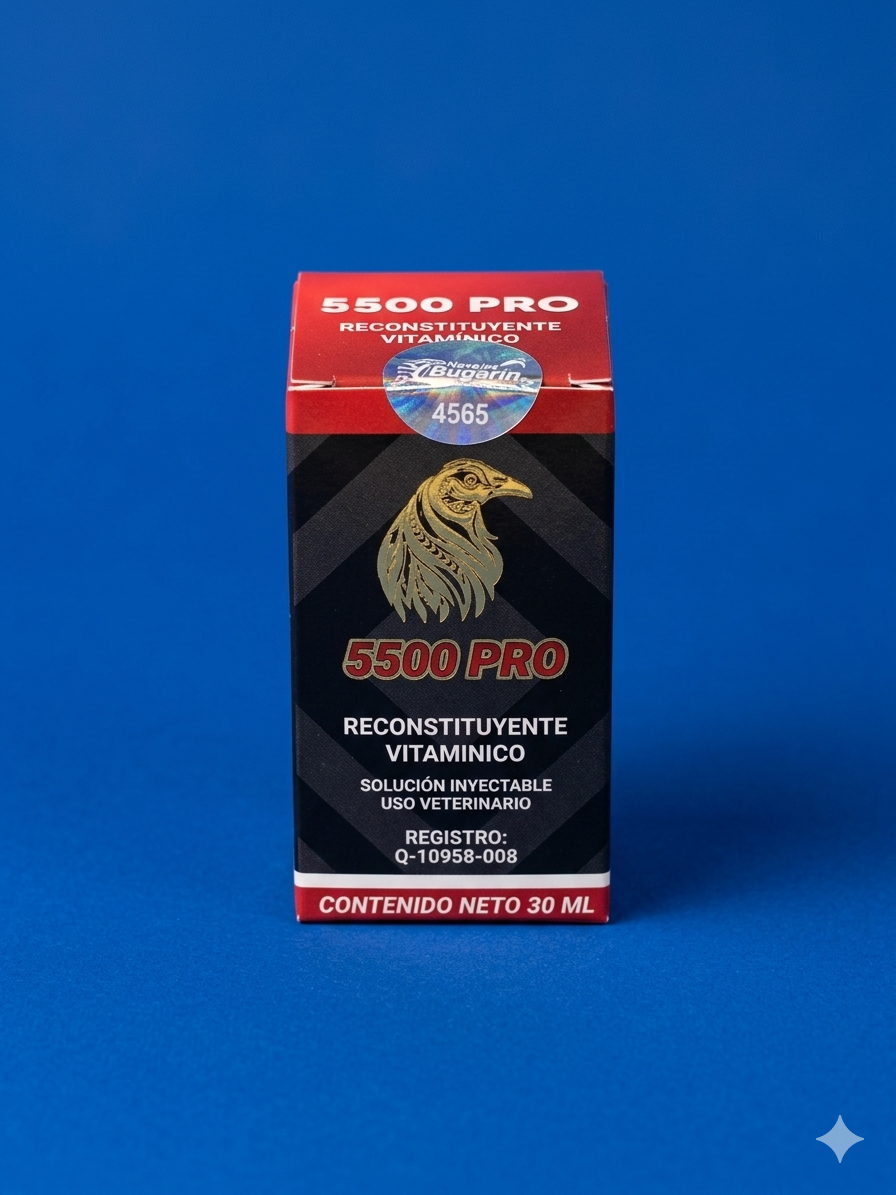 5500 PRO
RECONSTITUYENTE
VITAMÍNICO
Bugarin
4565
5500 PRO
RECONSTITUYENTE
VITAMINICO
SOLUCIÓN INYECTABLE
USO VETERINARIO
REGISTRO:
Q-10958-008
CONTENIDO NETO 30 ML